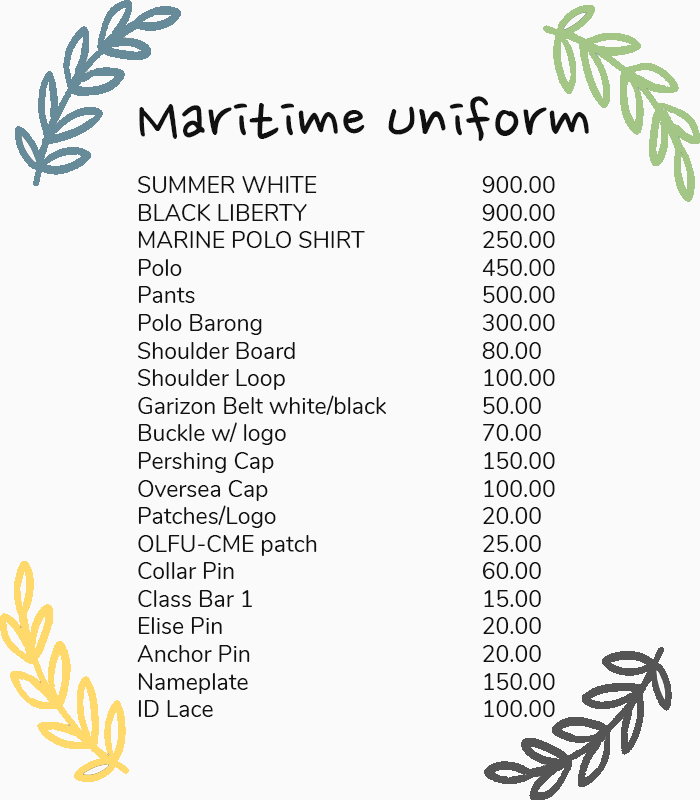 Maritime uniform
SUMMER WHITE 900.00
BLACK LIBERTY 900.00
MARINE POLO SHIRT 250.00
Polo 450.00
Pants 500.00
Polo Barong 300.00
Shoulder Board 80.00
Shoulder Loop 100.00
Garizon Belt white/black 50.00
Buckle w/ logo 70.00
Pershing Cap 150.00
Oversea Cap 100.00
Patches/Logo 20.00
OLFU-CME patch 25.00
Collar Pin 60.00
Class Bar 1 15.00
Elise Pin 20.00
Anchor Pin 20.00
Nameplate 150.00
ID Lace 100.00